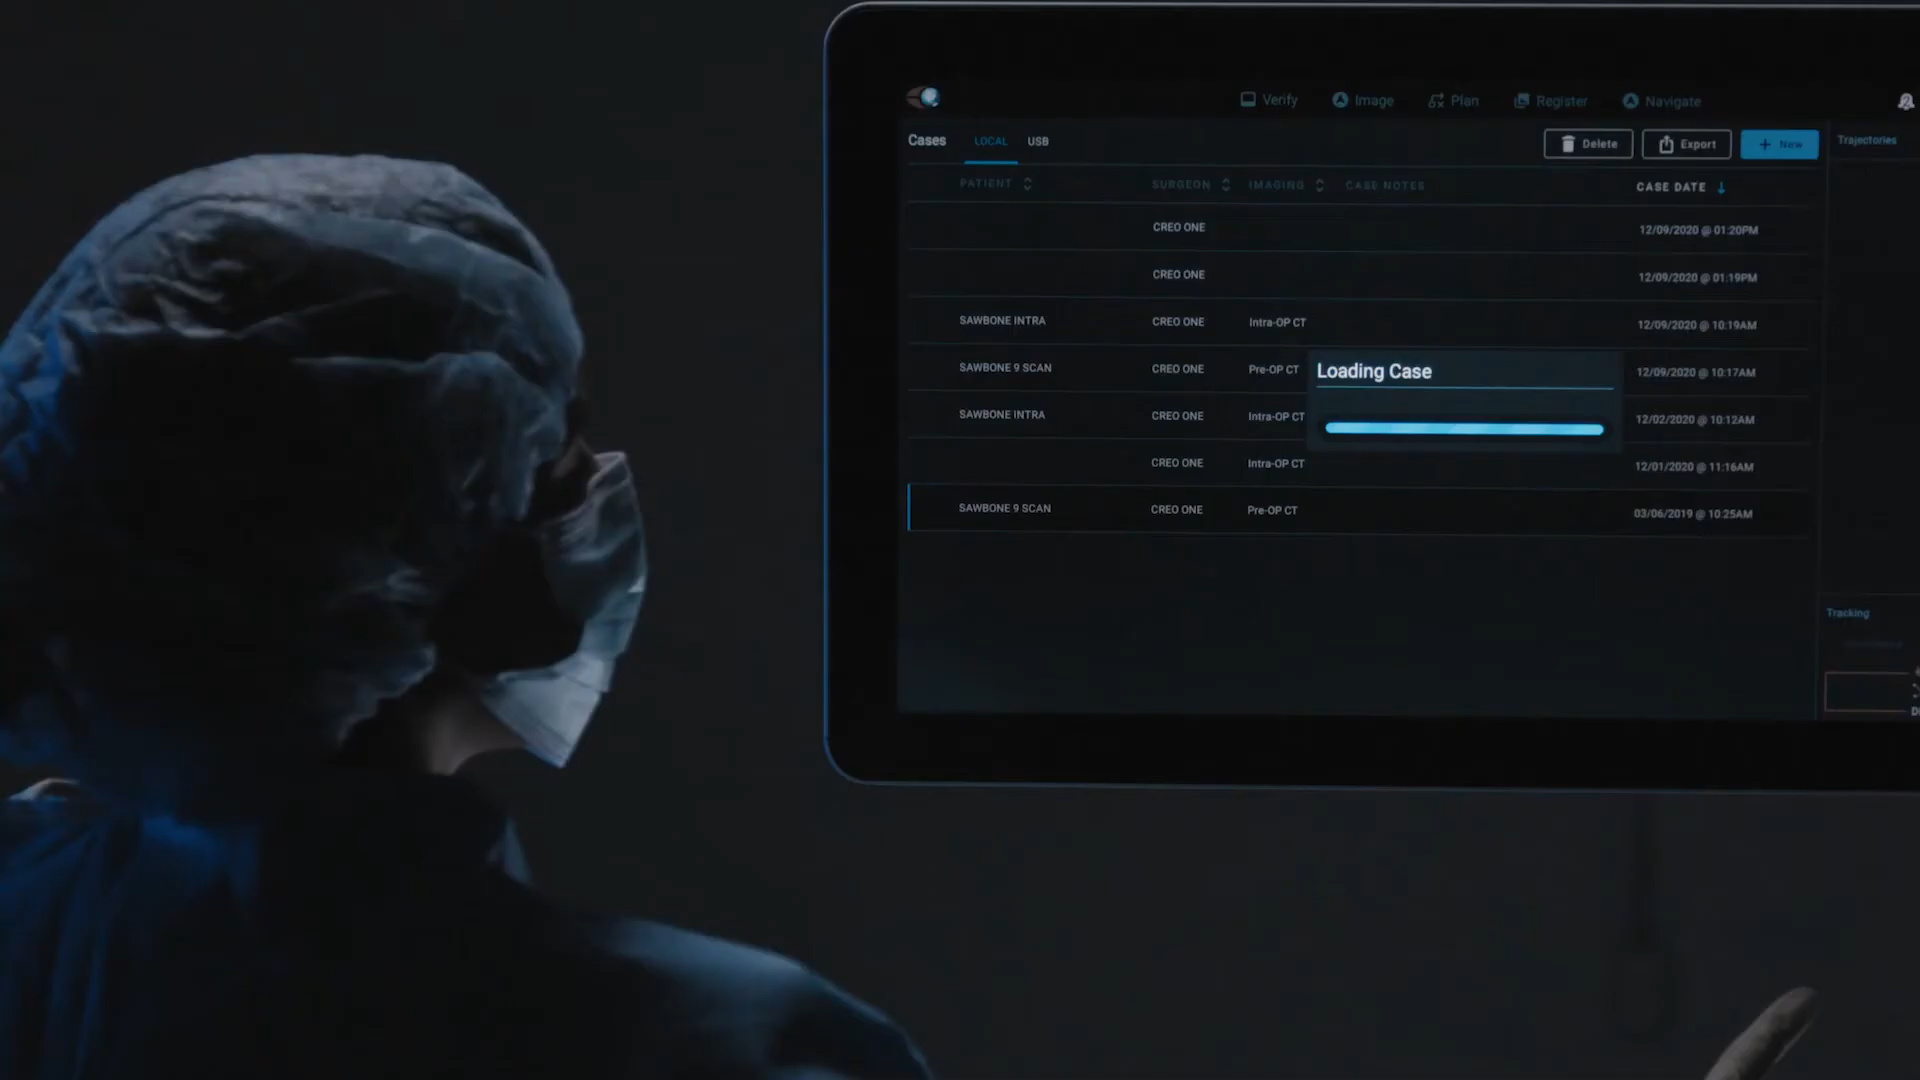 Verify Image Plan Register Navigate
Cases LOCAL USB Delete Export + New Trajectories
PATIENT SURGEON IMAGING CASE NOTES CASE DATE
CREO ONE 12/09/2020 @ 01:20PM
CREO ONE 12/09/2020 @ 01:19PM
SAWBONE INTRA CREO ONE Intra-OP CT 12/09/2020 @ 10:19AM
SAWBONE 9 SCAN CREO ONE Pre-OP CT 12/09/2020 @ 10:17AM
Loading Case
SAWBONE INTRA CREO ONE Intra-OP CT 12/02/2020 @ 10:12AM
CREO ONE Intra-OP CT 12/01/2020 @ 11:16AM
SAWBONE 9 SCAN CREO ONE Pre-OP CT 03/06/2019 @ 10:25AM
Tracking